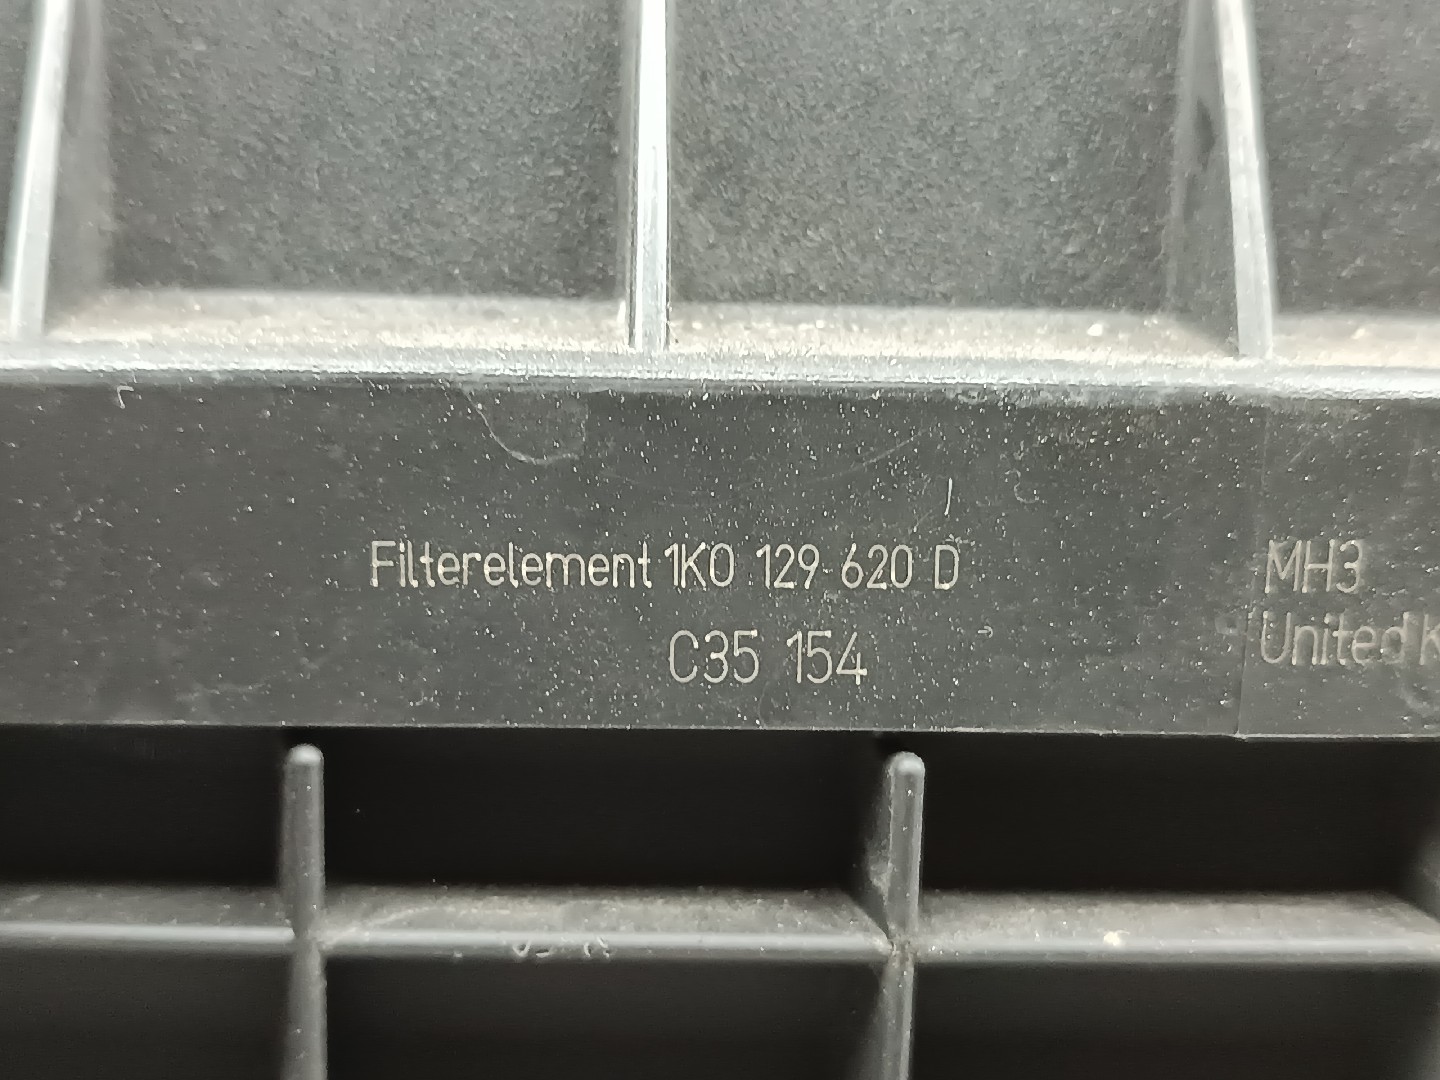 Filterelement 1K0 129 620 D
C35 154
MH3
United